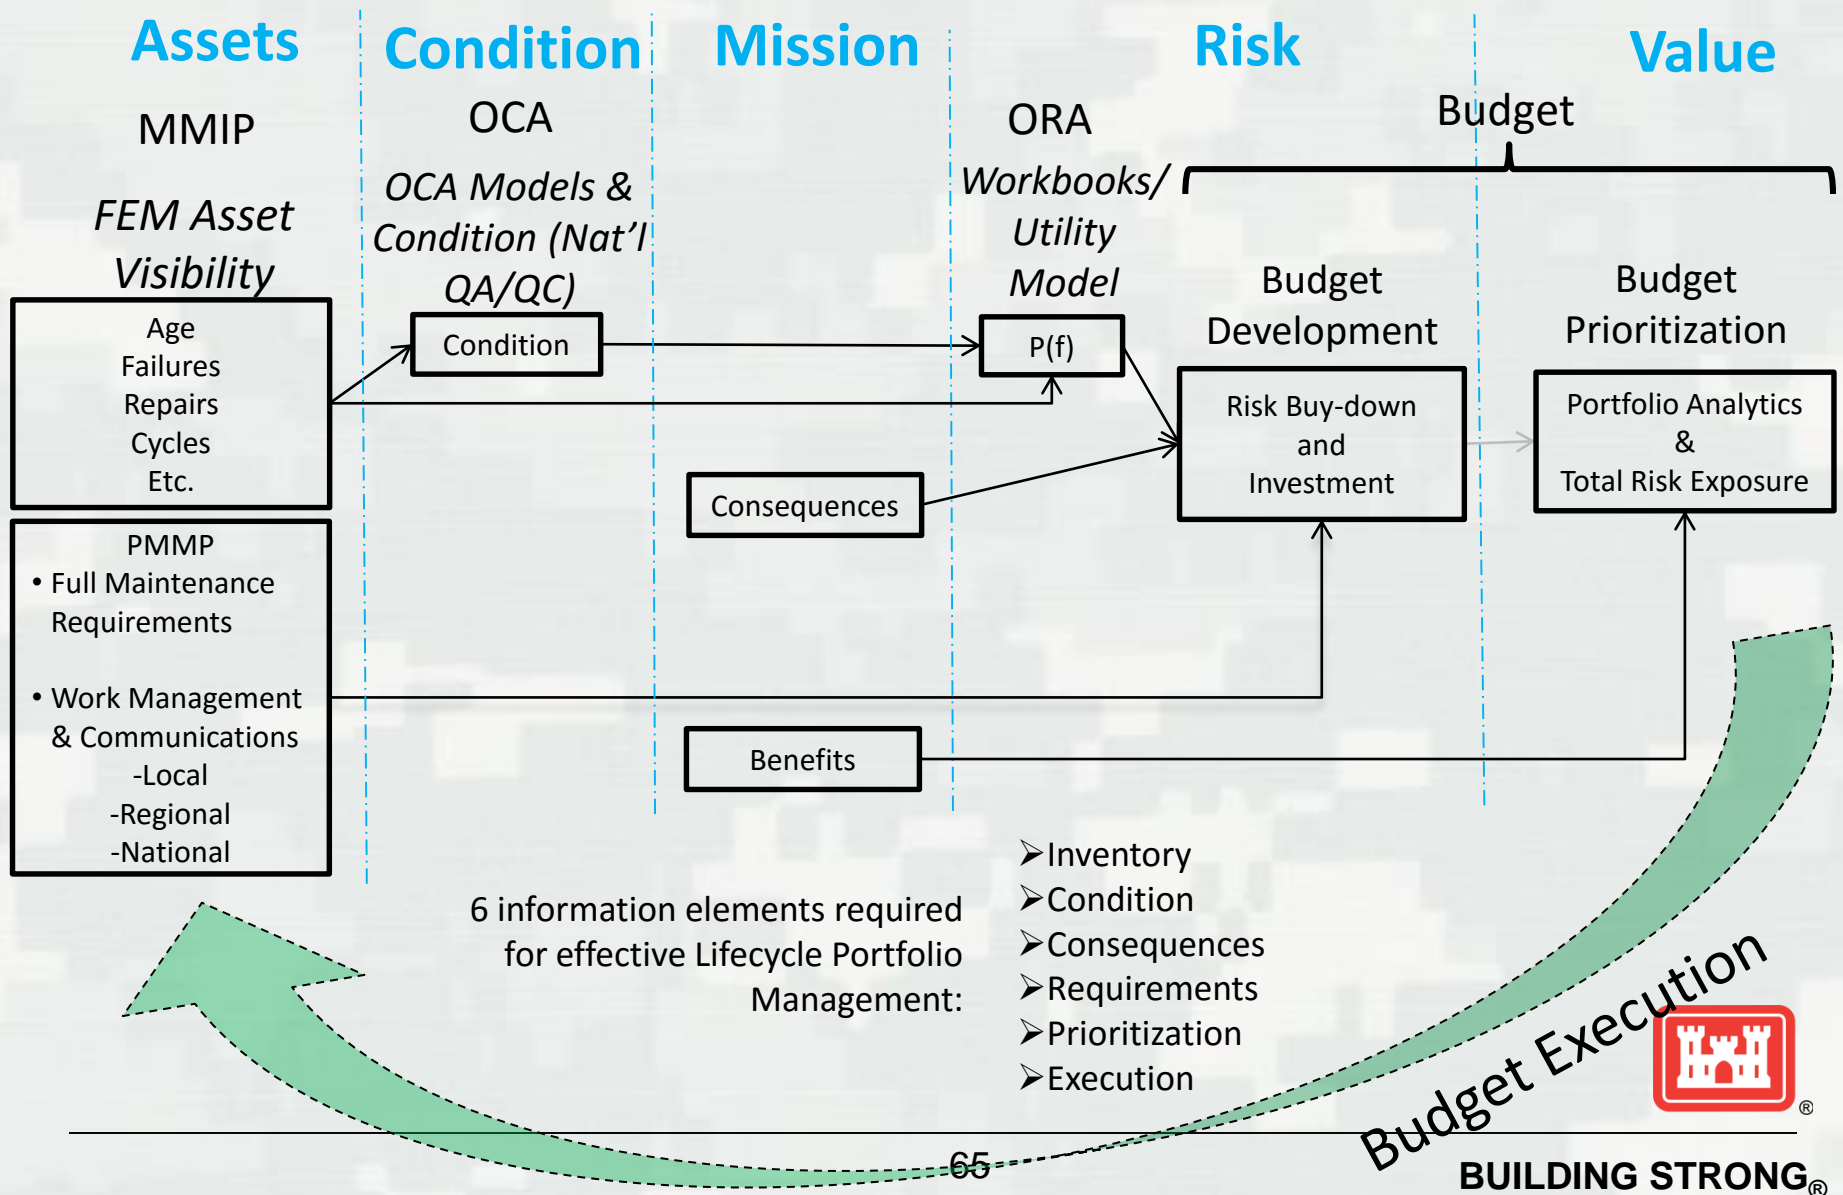 Assets
Condition
Mission
Risk
Value
MMIP
FEM Asset
Visibility
OCA
OCA Models &
Condition (Nat'l
QA/QC)
ORA
Workbooks/
Utility
Model
Budget
Budget
Development
Budget
Prioritization
Age
Failures
Repairs
Cycles
Etc.
Condition
P(f)
Risk Buy-down
and
Investment
Portfolio Analytics
&
Total Risk Exposure
Consequences
PMMP
• Full Maintenance
Requirements
• Work Management
& Communications
-Local
-Regional
-National
Benefits
6 information elements required
for effective Lifecycle Portfolio
Management:
➢Inventory
➢Condition
➢Consequences
➢Requirements
➢Prioritization
➢Execution
Budget Execution
®
65
BUILDING STRONG®